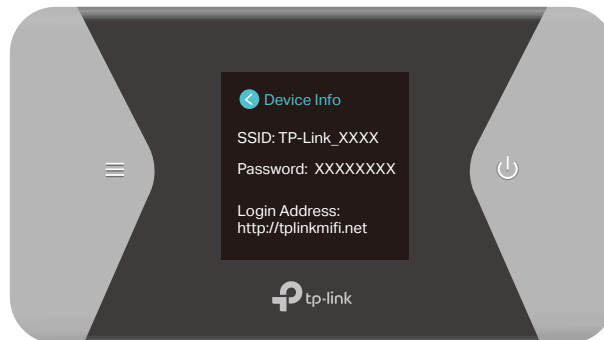 Device Info
SSID: TP-Link_XXXX
Password: XXXXXXXX
Login Address:
http://tplinkmifi.net
tp-link